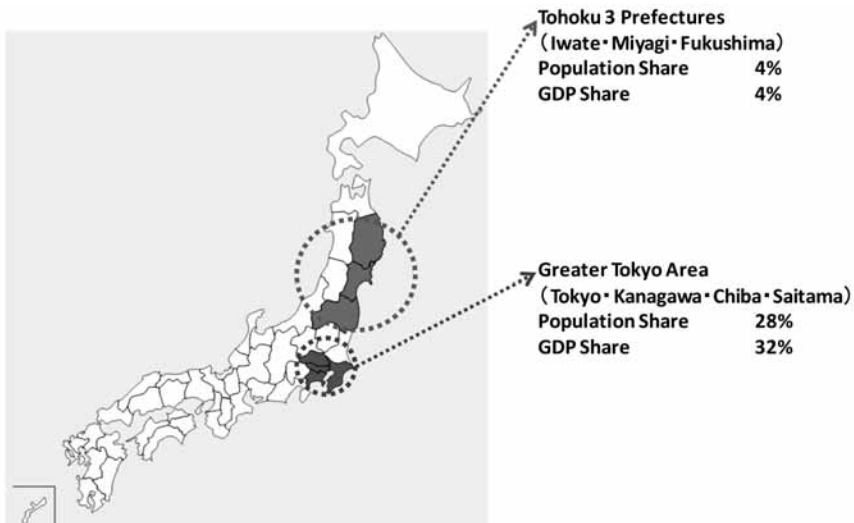 Tohoku 3 Prefectures
（Iwate・Miyagi・Fukushima）
Population Share 4%
GDP Share 4%
Greater Tokyo Area
（Tokyo・Kanagawa・Chiba・Saitama）
Population Share 28%
GDP Share 32%